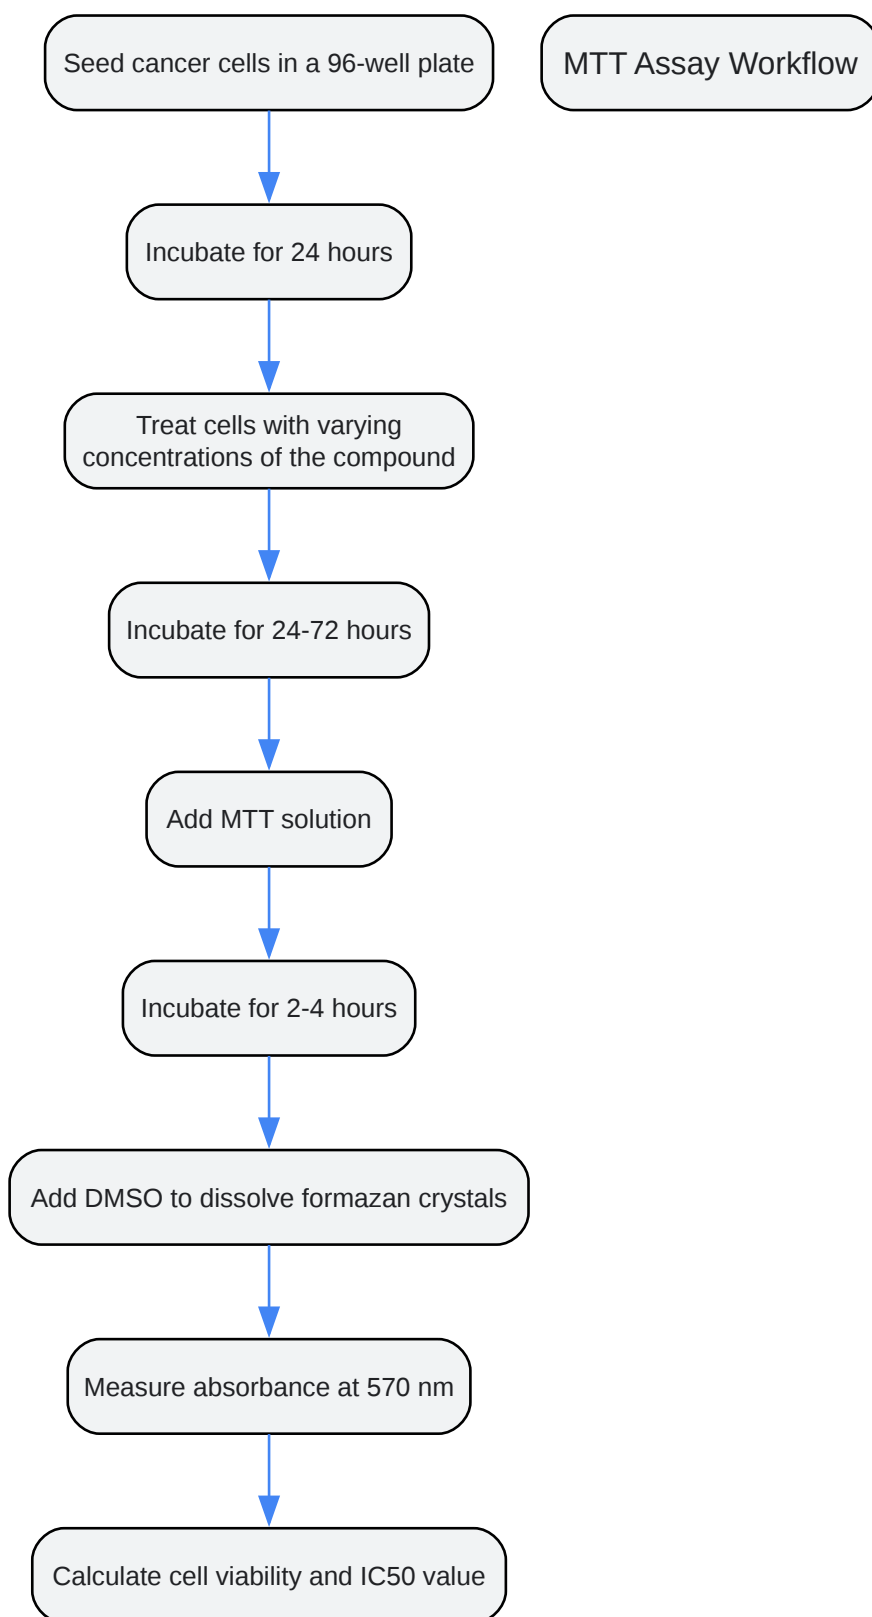 Seed cancer cells in a 96-well plate
MTT Assay Workflow
Incubate for 24 hours
Treat cells with varying
concentrations of the compound
Incubate for 24-72 hours
Add MTT solution
Incubate for 2-4 hours
Add DMSO to dissolve formazan crystals
Measure absorbance at 570 nm
Calculate cell viability and IC50 value